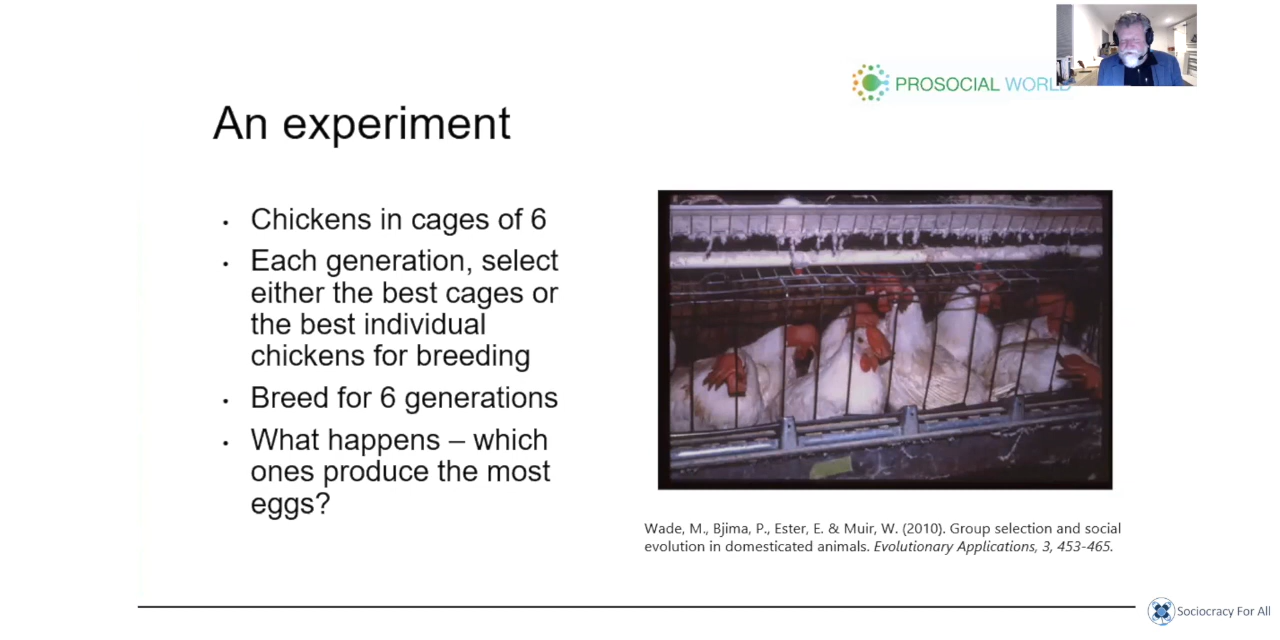 PROSOCIAL WORLD
An experiment
• Chickens in cages of 6
• Each generation, select
either the best cages or
the best individual
chickens for breeding
• Breed for 6 generations
• What happens – which
ones produce the most
eggs?
Wade, M., Bjima, P., Ester, E. & Muir, W. (2010). Group selection and social
evolution in domesticated animals. Evolutionary Applications, 3, 453-465.
Sociocracy For All